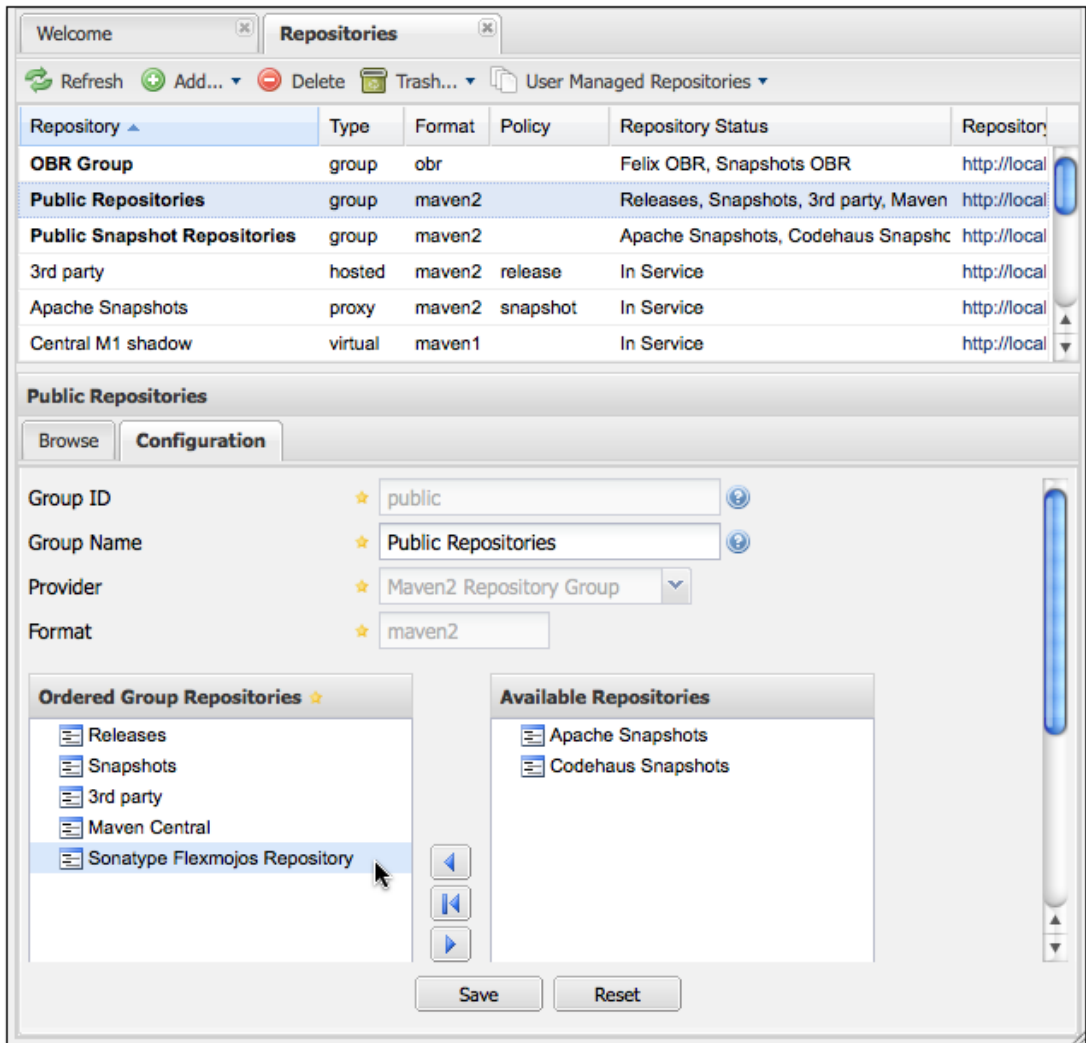 Welcome Repositories
Refresh Add... Delete Trash... User Managed Repositories
Repository Type Format Policy Repository Status Repository
OBR Group group obr Felix OBR, Snapshots OBR http://local
Public Repositories group maven2 Releases, Snapshots, 3rd party, Maven http://local
Public Snapshot Repositories group maven2 Apache Snapshots, Codehaus Snapshc http://local
3rd party hosted maven2 release In Service http://local
Apache Snapshots proxy maven2 snapshot In Service http://local
Central M1 shadow virtual maven1 In Service http://local
Public Repositories
Browse Configuration
Group ID public
Group Name Public Repositories
Provider Maven2 Repository Group
Format maven2
Ordered Group Repositories
Releases
Snapshots
3rd party
Maven Central
Sonatype Flexmojos Repository
Available Repositories
Apache Snapshots
Codehaus Snapshots
Save Reset